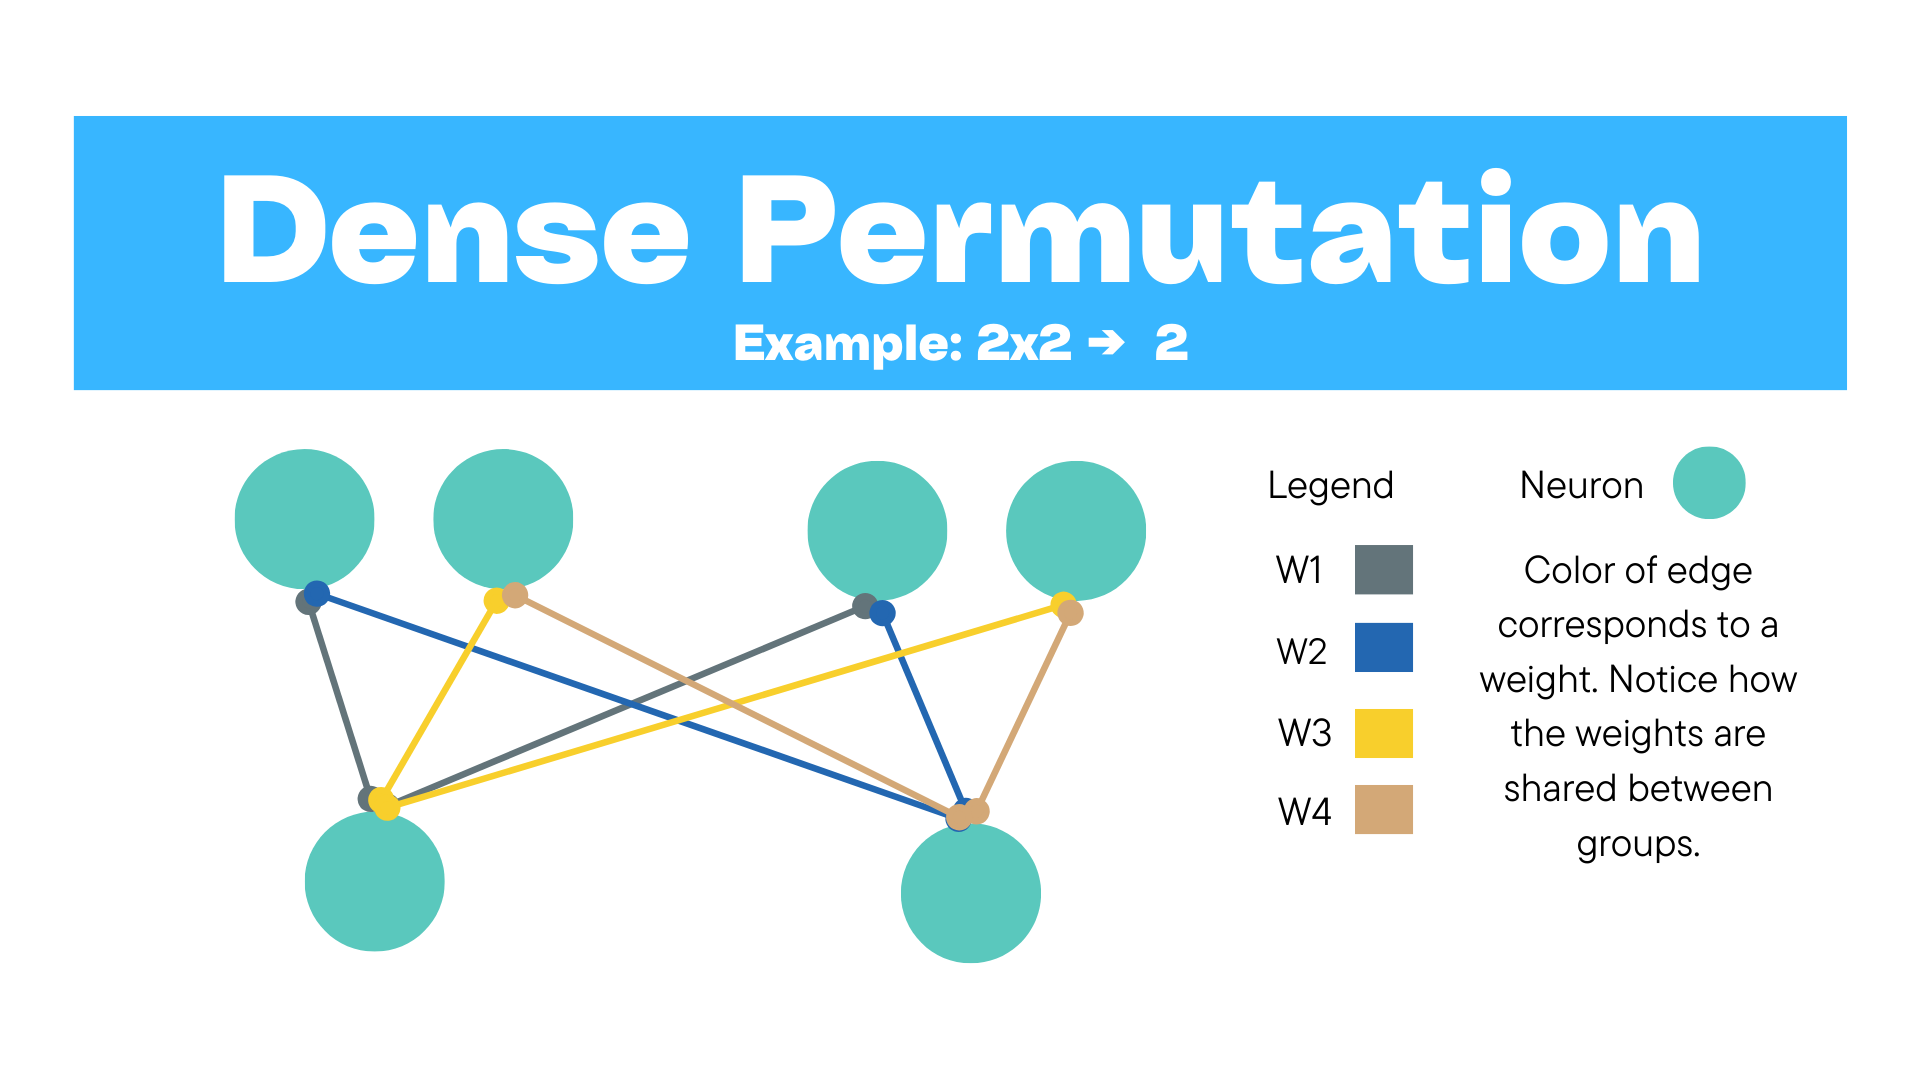 Dense Permutation
Example: 2x2 → 2
Legend
Neuron
W1
W2
W3
W4
Color of edge
corresponds to a
weight. Notice how
the weights are
shared between
groups.